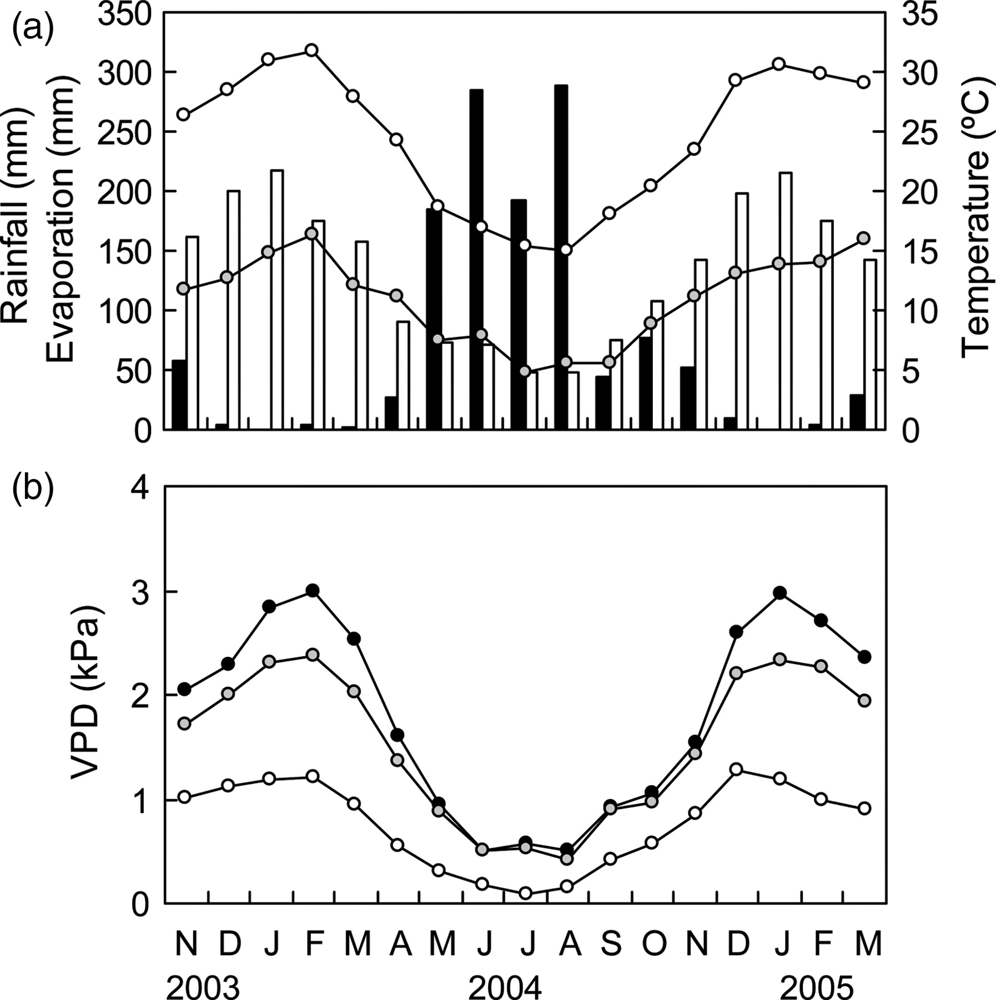 (a)
Rainfall (mm)
Evaporation (mm)
350
300
250
200
150
100
50
0
35
30
25
20
15
10
5
0
Temperature (ºC)
(b)
VPD (kPa)
4
3
2
1
0
N D J F M A M J J A S O N D J F M
2003 2004 2005